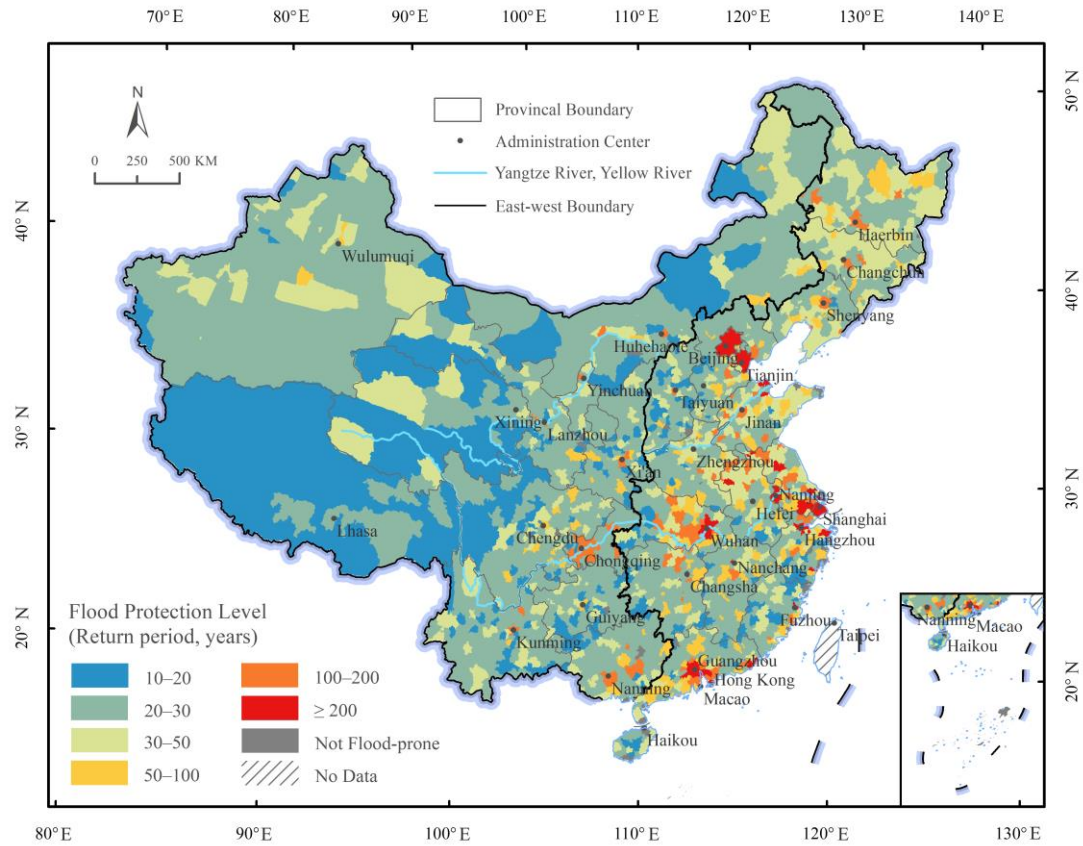 70° E 80° E 90° E 100° E 110° E 120° E 130° E 140° E
N
0 250 500 KM
Provincal Boundary
Administration Center
Yangtze River, Yellow River
East-west Boundary
50° N
40° N
40° N
30° N
30° N
20° N
20° N
Wulumuqi
Haerbin
Changchun
Shenyang
Huhehaote
Beijing
Tianjin
Yinchuan
Taiyuan
Xining
Lanzhou
Jinan
Zhengzhou
Xi'an
Lhasa
Nanjing
Hefei
Shanghai
Hangzhou
Chengdu
Wuhan
Chongqing
Nanchang
Changsha
Guiyang
Fuzhou
Taipei
Kunming
Guangzhou
Nanning
Hong Kong
Macao
Haikou
Nanning
Macao
Haikou
Flood Protection Level
(Return period, years)
10–20
20–30
30–50
50–100
100–200
≥ 200
Not Flood-prone
No Data
80° E 90° E 100° E 110° E 120° E 130° E